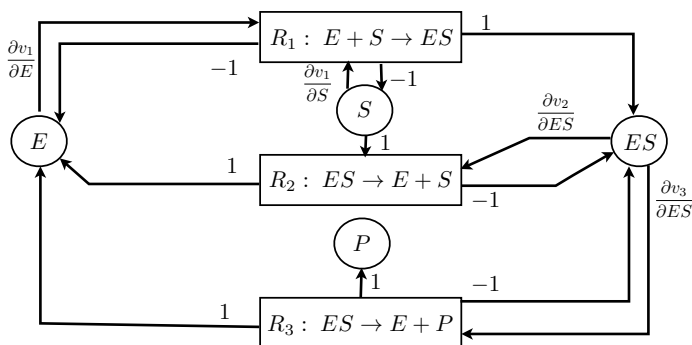 1
R₁ : E + S → ES
∂v₁/∂E
−1
∂v₁/∂S
−1
S
1
E
∂v₂/∂ES
ES
1
R₂ : ES → E + S
−1
∂v₃/∂ES
P
1
−1
1
R₃ : ES → E + P